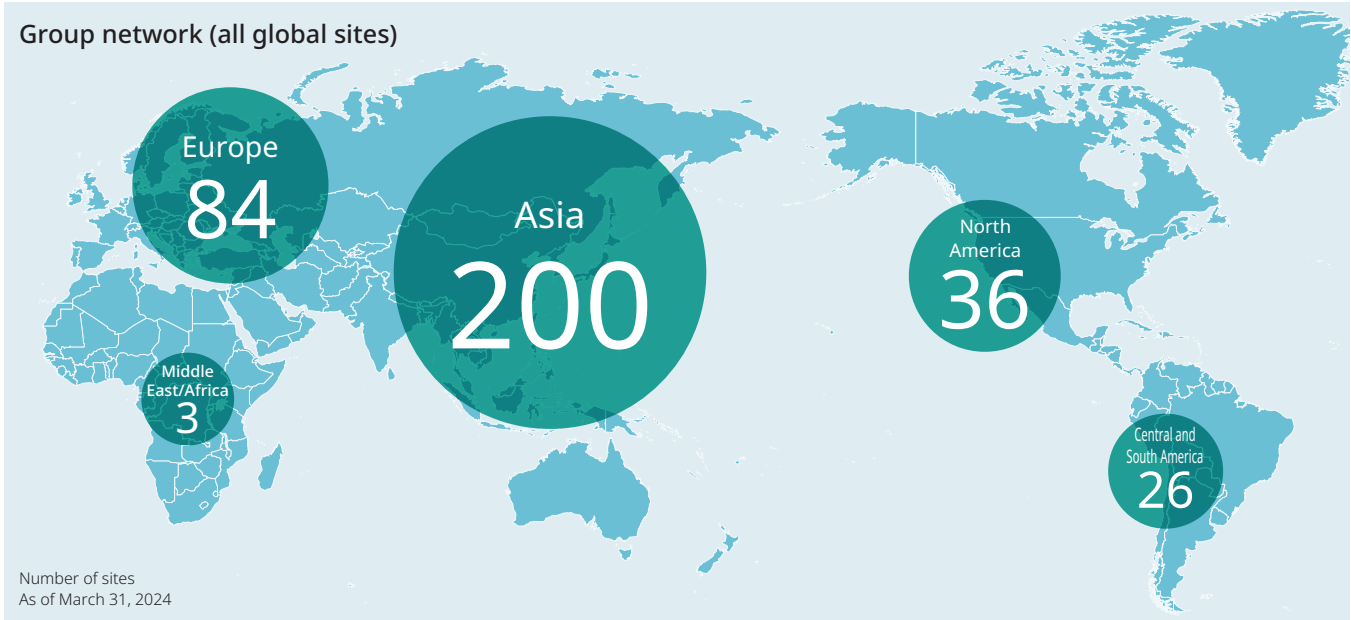 Group network (all global sites)
Europe
84
Asia
200
North
America
36
Middle
East/Africa
3
Central and
South America
26
Number of sites
As of March 31, 2024